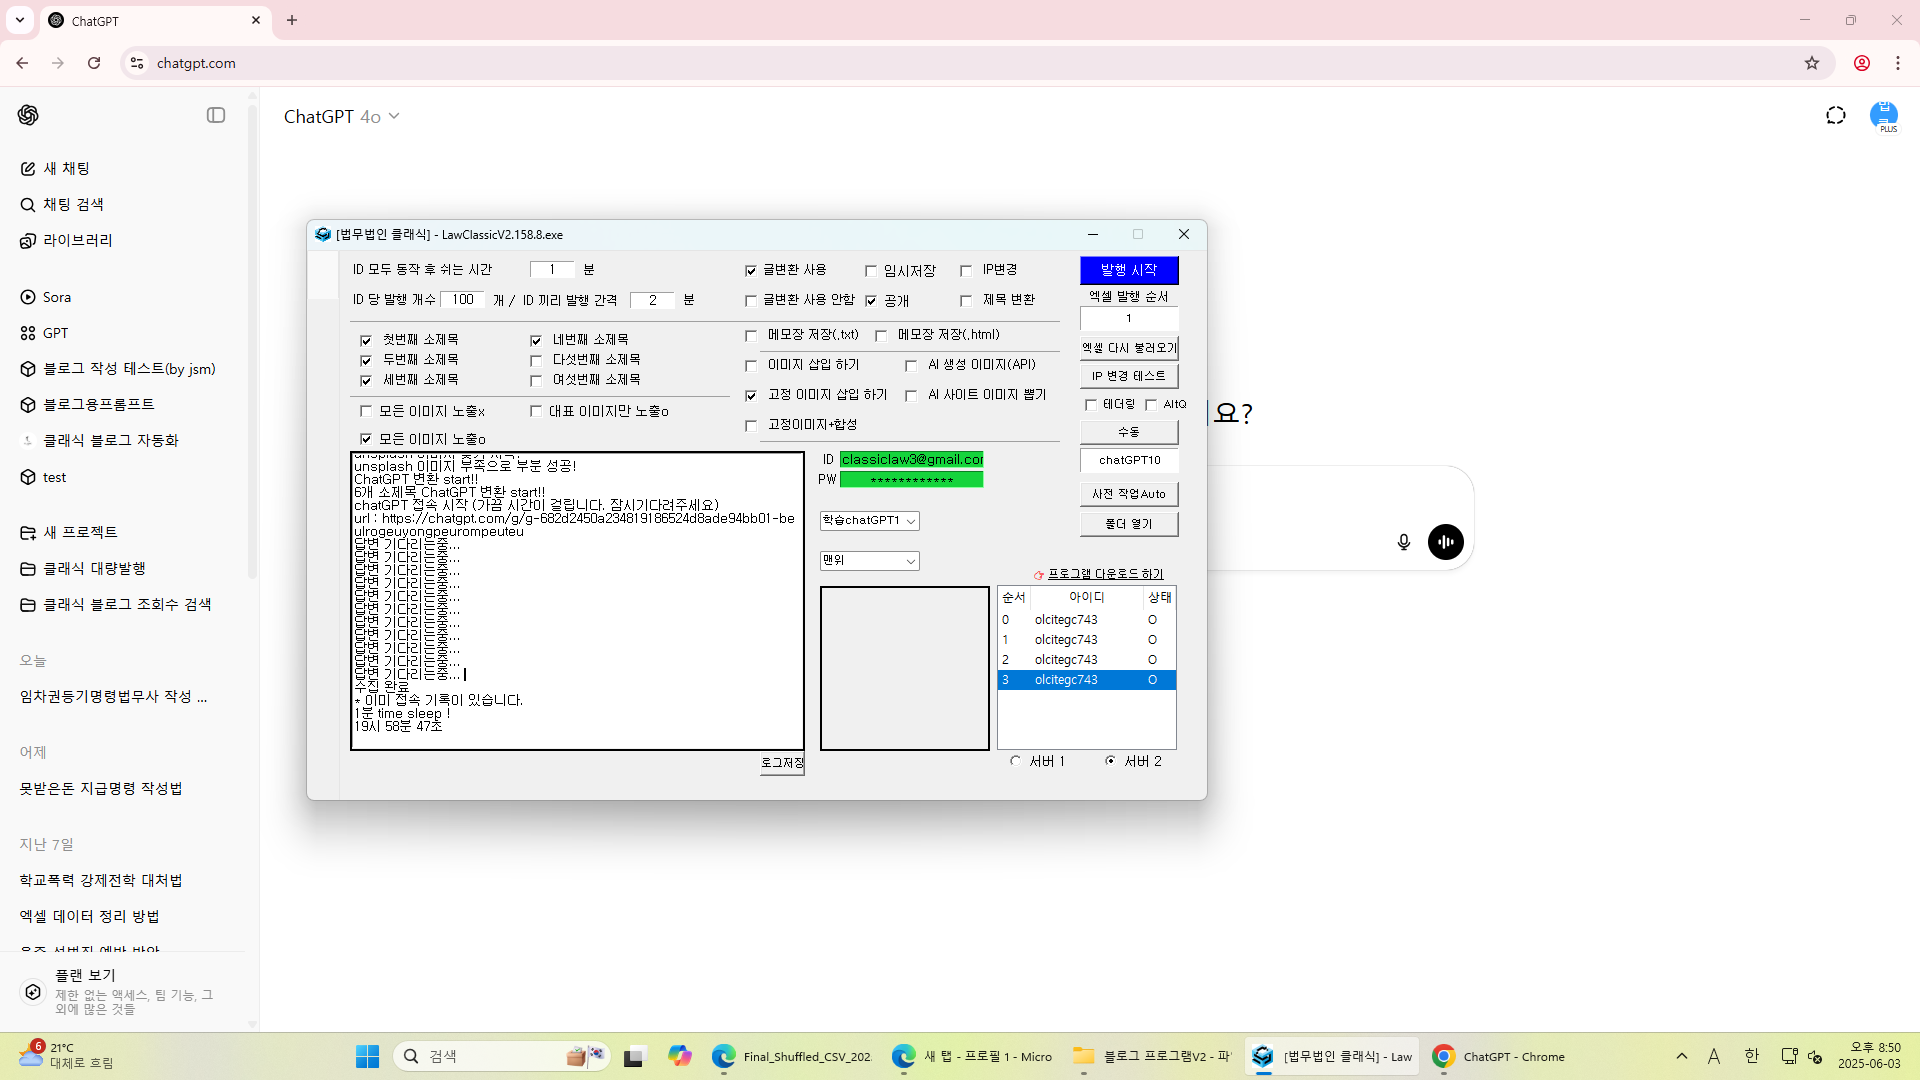 ChatGPT
chatgpt.com
ChatGPT 4o
PLUS
새 채팅
채팅 검색
라이브러리
Sora
GPT
블로그 작성 테스트(by jsm)
블로그용프롬프트
클래식 블로그 자동화
test
새 프로젝트
클래식 대량발행
클래식 블로그 조회수 검색
오늘
임차권등기명령법무사 작성 ...
어제
못받은돈 지급명령 작성법
지난 7일
학교폭력 강제전학 대처법
엑셀 데이터 정리 방법
플랜 보기
제한 없는 액세스, 팀 기능, 그
외에 많은 것들
요?
[법무법인 클래식] - LawClassicV2.158.8.exe
ID 모두 동작 후 쉬는 시간 1 분
ID 당 발행 개수 100 개 / ID 끼리 발행 간격 2 분
글변환 사용 임시저장 IP변경
글변환 사용 안함 공개 제목 변환
첫번째 소제목 네번째 소제목
두번째 소제목 다섯번째 소제목
세번째 소제목 여섯번째 소제목
모든 이미지 노출x 대표 이미지만 노출o
모든 이미지 노출o
메모장 저장(.txt) 메모장 저장(.html)
이미지 삽입 하기 AI 생성 이미지(API)
고정 이미지 삽입 하기 AI 사이트 이미지 뽑기
고정이미지+합성
발행 시작
엑셀 발행 순서
1
엑셀 다시 불러오기
IP 변경 테스트
테더링 AltQ
수동
chatGPT10
사전 작업Auto
폴더 열기
unsplash 이미지 부족으로 부분 성공!
ChatGPT 변환 start!!
6개 소제목 ChatGPT 변환 start!!
chatGPT 접속 시작 (가끔 시간이 걸립니다. 잠시기다려주세요)
url : https://chatgpt.com/g/g-682d2450a234819186524d8ade94bb01-be
ulrogeuyongpeurompeuteu
답변 기다리는중...
답변 기다리는중...
답변 기다리는중...
답변 기다리는중...
답변 기다리는중...
답변 기다리는중...
답변 기다리는중...
답변 기다리는중...
답변 기다리는중...
답변 기다리는중...
답변 기다리는중...
수집 완료
* 이미 접속 기록이 있습니다.
1분 time sleep !
19시 58분 47초
로그저장
ID classiclaw3@gmail.cor
PW ************
학습chatGPT1
맨위
프로그램 다운로드 하기
순서 아이디 상태
0 olcitegc743 O
1 olcitegc743 O
2 olcitegc743 O
3 olcitegc743 O
서버 1 서버 2
6
21°C
대체로 흐림
검색
Final_Shuffled_CSV_202.
새 탭 - 프로필 1 - Micro
블로그 프로그램V2 - 파
[법무법인 클래식] - Law
ChatGPT - Chrome
A 한
오후 8:50
2025-06-03